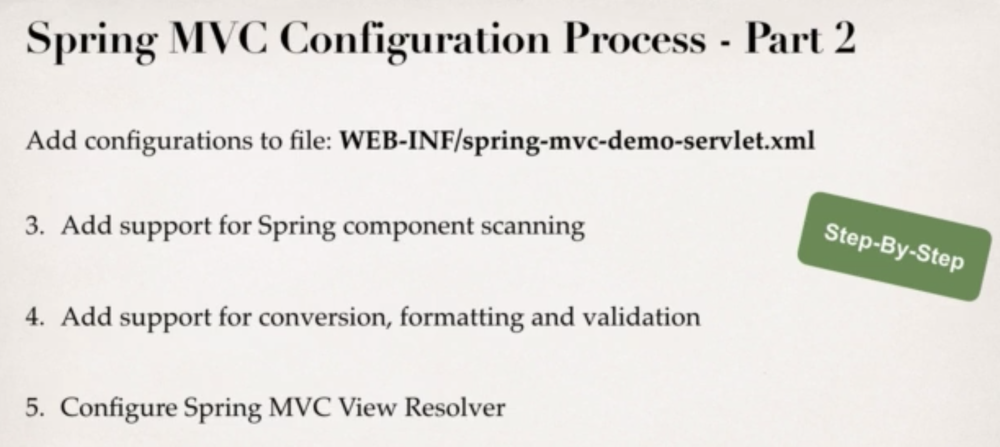 Spring MVC Configuration Process - Part 2
Add configurations to file: WEB-INF/spring-mvc-demo-servlet.xml
3. Add support for Spring component scanning
Step-By-Step
4. Add support for conversion, formatting and validation
5. Configure Spring MVC View Resolver